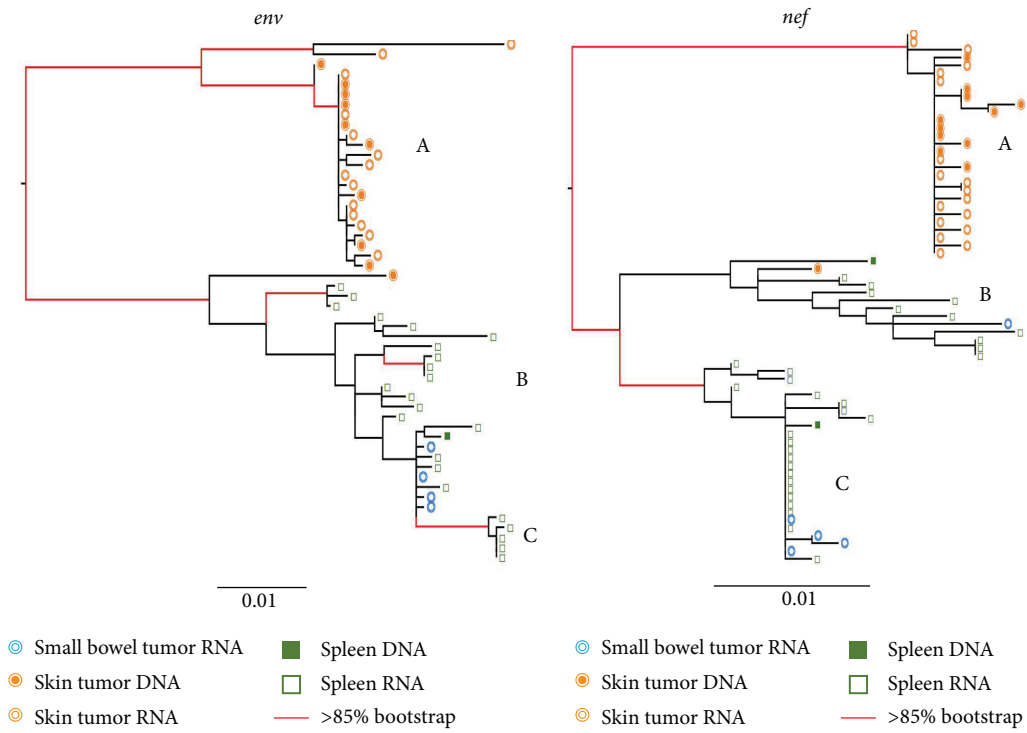 env
A
B
C
0.01
Small bowel tumor RNA
Skin tumor DNA
Skin tumor RNA
Spleen DNA
Spleen RNA
>85% bootstrap
nef
A
B
C
0.01
Small bowel tumor RNA
Skin tumor DNA
Skin tumor RNA
Spleen DNA
Spleen RNA
>85% bootstrap